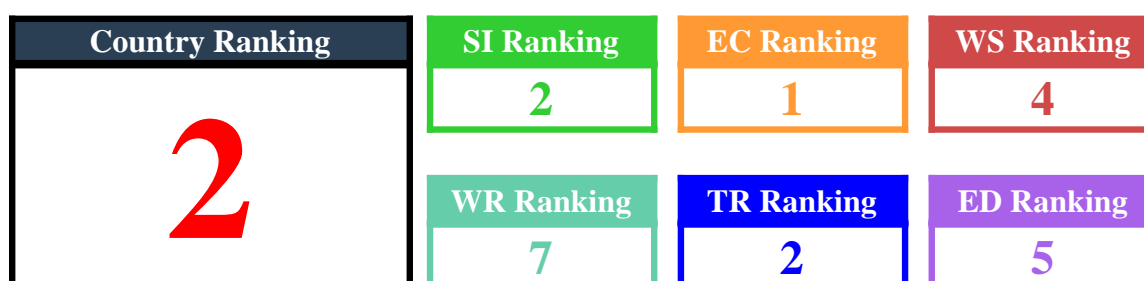 Country Ranking
2
SI Ranking
2
EC Ranking
1
WS Ranking
4
WR Ranking
7
TR Ranking
2
ED Ranking
5